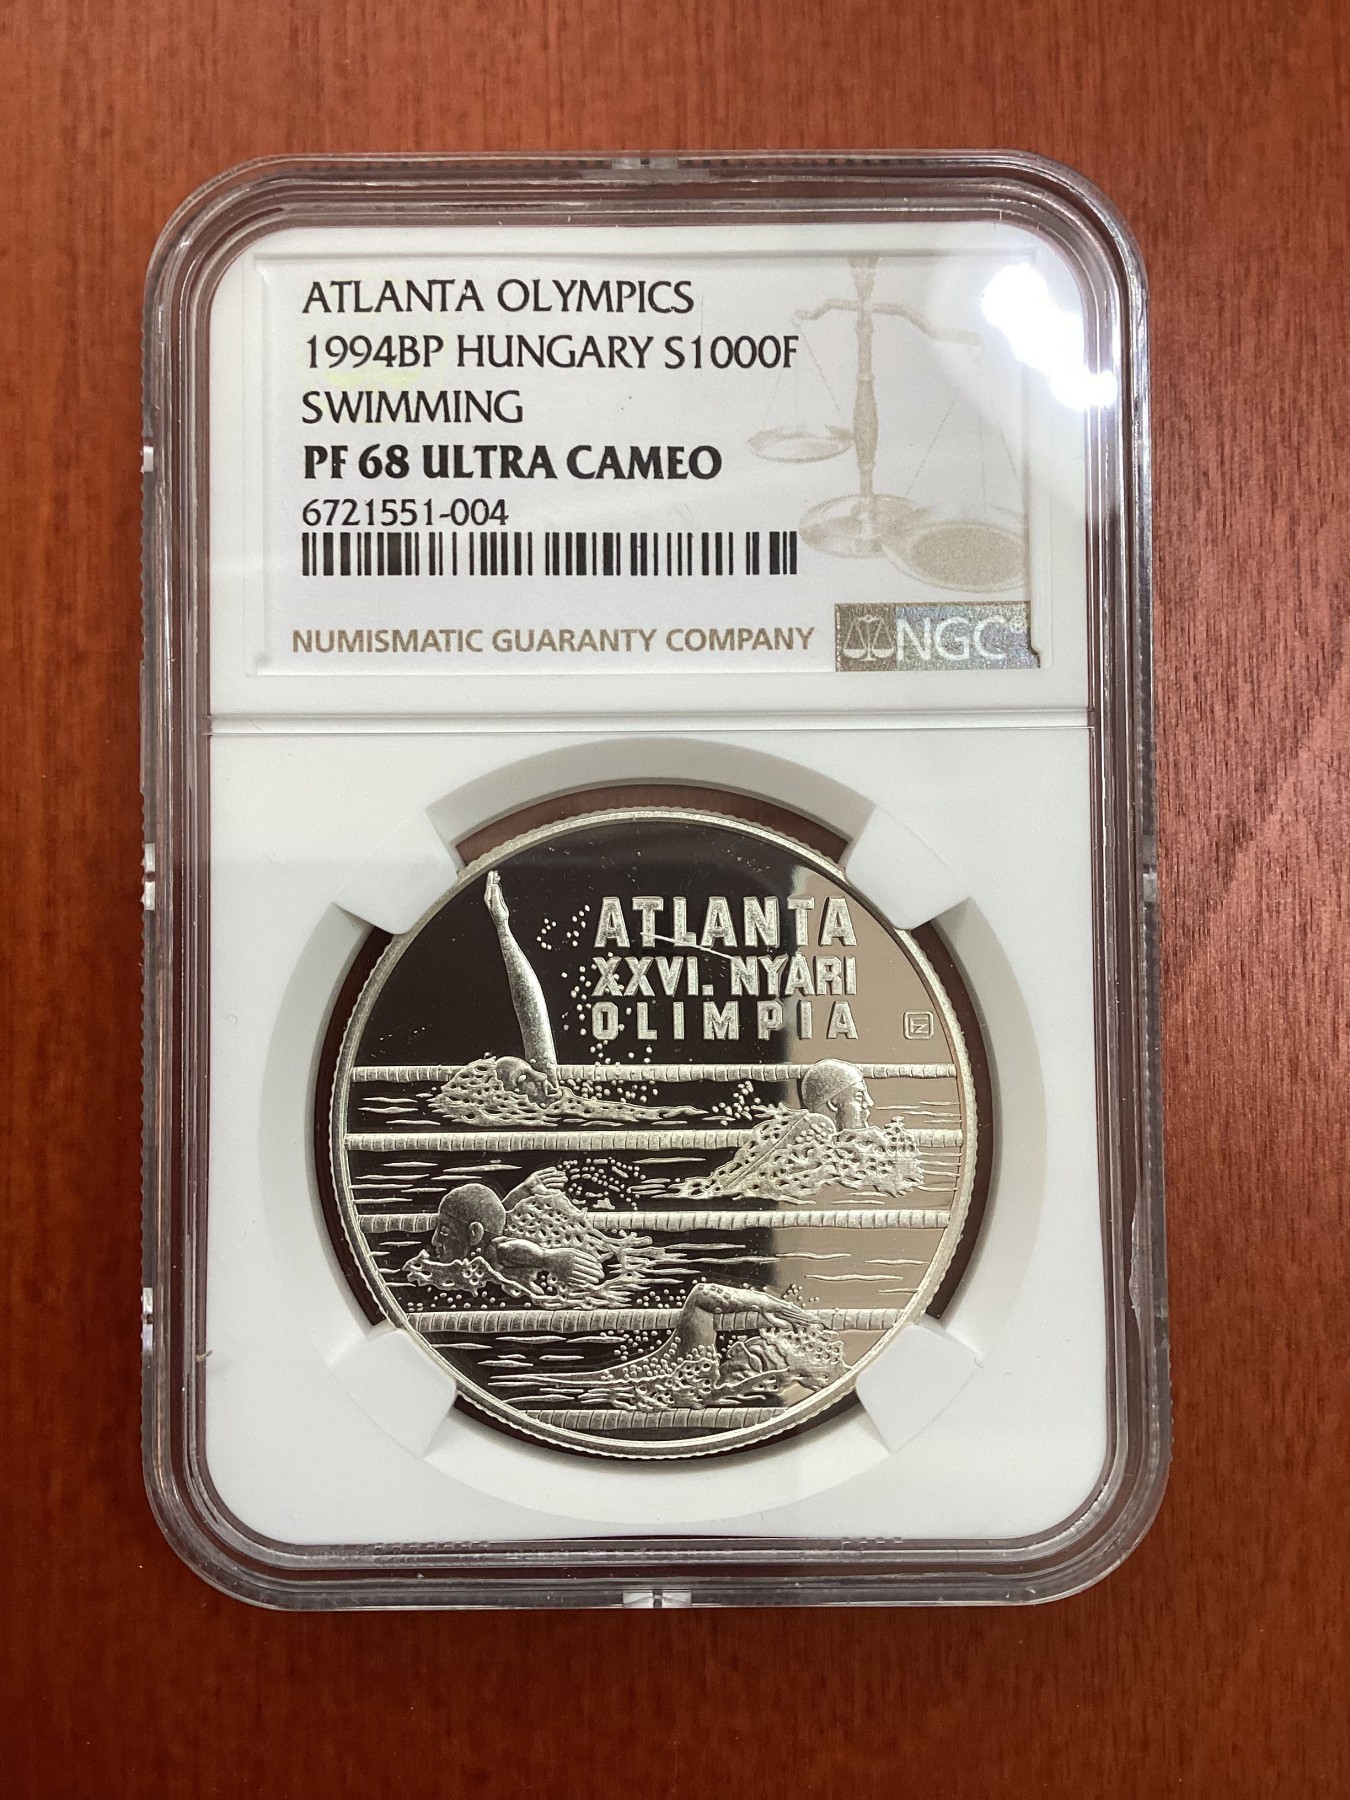 ATLANTA OLYMPICS
1994BP HUNGARY S1000F
SWIMMING
PF 68 ULTRA CAMEO
6721551-004
NUMISMATIC GUARANTY COMPANY
NGC®
ATLANTA
XXVI. NYÁRI
OLIMPIA